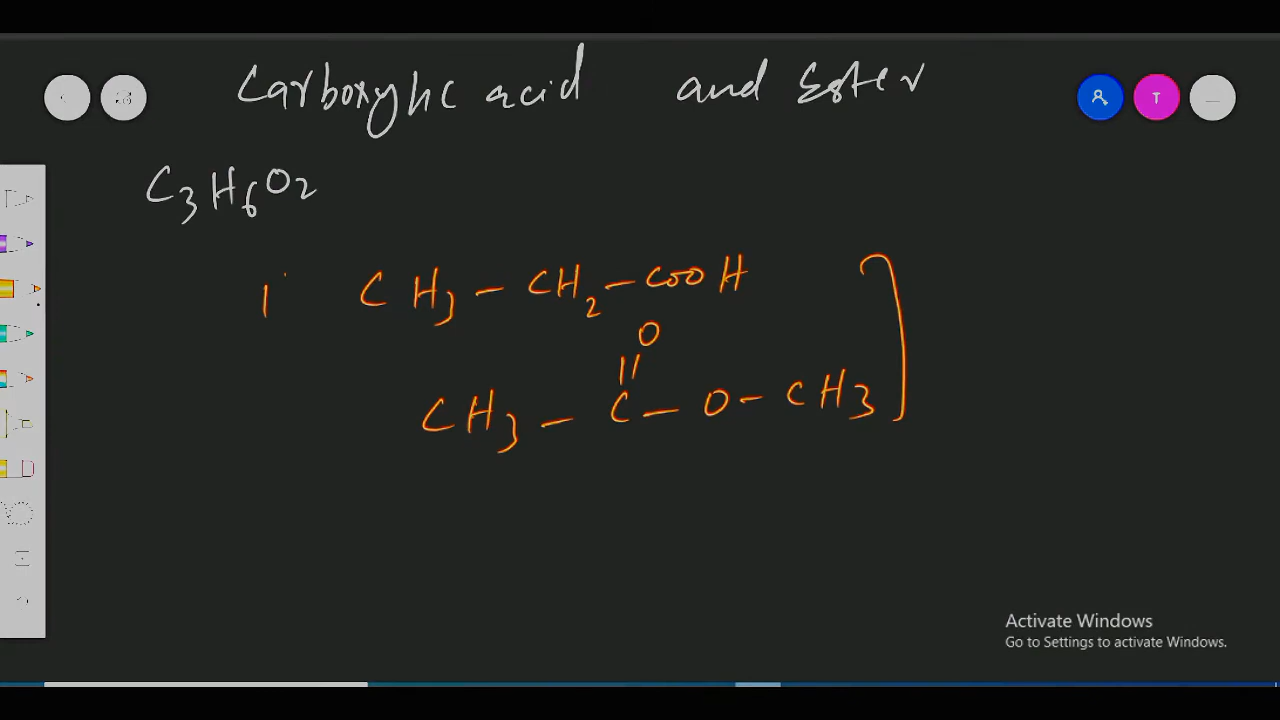 Carboxylic acid and Ester
T
C3H6O2
1 CH3 - CH2 - COOH
O
||
CH3 - C - O - CH3
Activate Windows
Go to Settings to activate Windows.